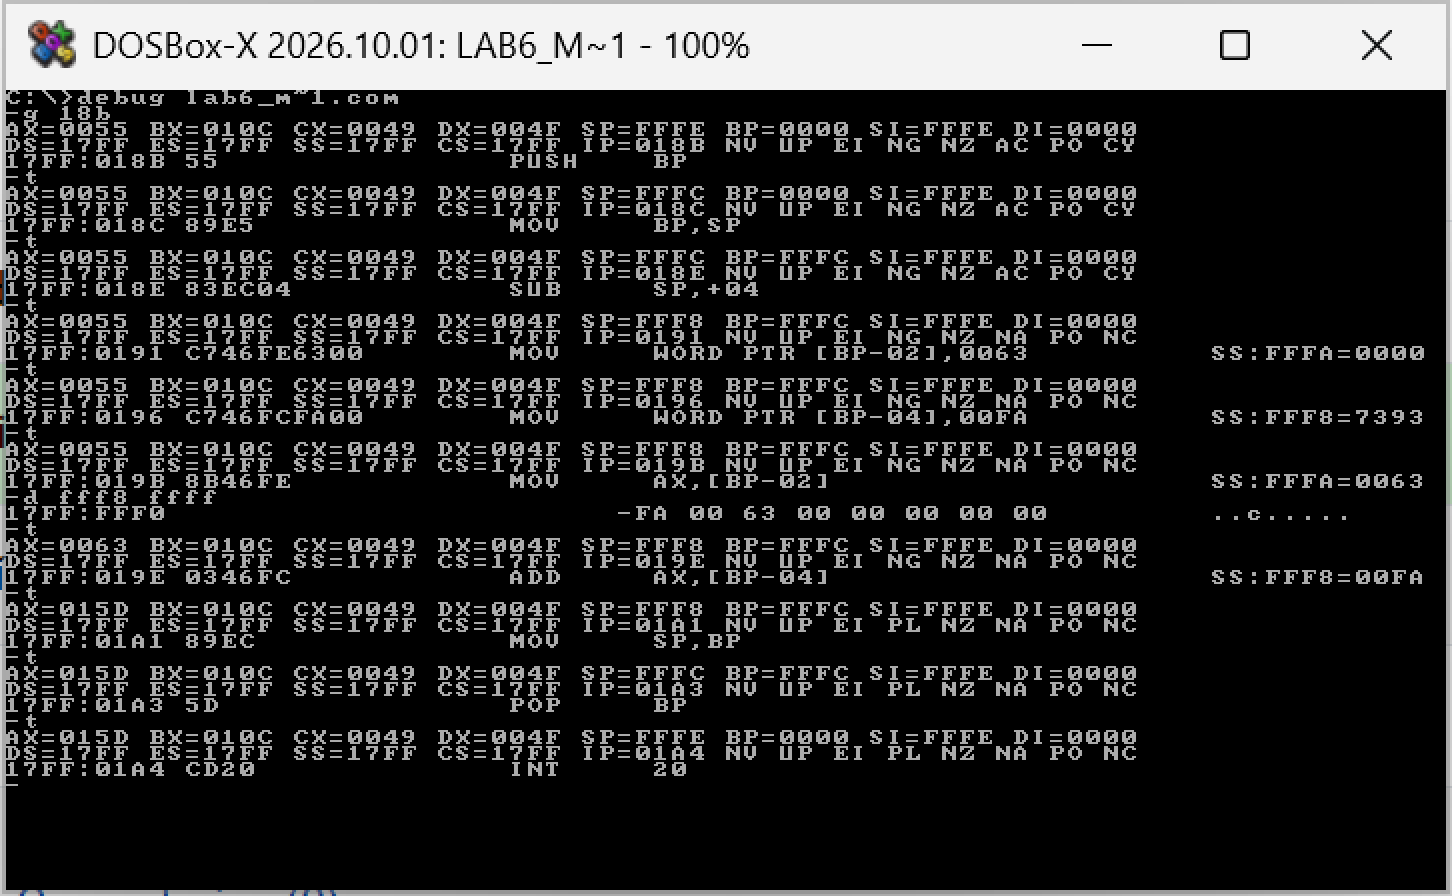 DOSBox-X 2026.10.01: LAB6_M~1 - 100%
C:\>debug lab6_m~1.com
-g 18b
AX=0055 BX=010C CX=0049 DX=004F SP=FFFE BP=0000 SI=FFFE DI=0000
DS=17FF ES=17FF SS=17FF CS=17FF IP=018B NV UP EI NG NZ AC PO CY
17FF:018B 55 PUSH BP
-t
AX=0055 BX=010C CX=0049 DX=004F SP=FFFC BP=0000 SI=FFFE DI=0000
DS=17FF ES=17FF SS=17FF CS=17FF IP=018C NV UP EI NG NZ AC PO CY
17FF:018C 89E5 MOV BP,SP
-t
AX=0055 BX=010C CX=0049 DX=004F SP=FFFC BP=FFFC SI=FFFE DI=0000
DS=17FF ES=17FF SS=17FF CS=17FF IP=018E NV UP EI NG NZ AC PO CY
17FF:018E 83EC04 SUB SP,+04
-t
AX=0055 BX=010C CX=0049 DX=004F SP=FFF8 BP=FFFC SI=FFFE DI=0000
DS=17FF ES=17FF SS=17FF CS=17FF IP=0191 NV UP EI NG NZ NA PO NC
17FF:0191 C746FE6300 MOV WORD PTR [BP-02],0063 SS:FFFA=0000
-t
AX=0055 BX=010C CX=0049 DX=004F SP=FFF8 BP=FFFC SI=FFFE DI=0000
DS=17FF ES=17FF SS=17FF CS=17FF IP=0196 NV UP EI NG NZ NA PO NC
17FF:0196 C746FCFA00 MOV WORD PTR [BP-04],00FA SS:FFF8=7393
-t
AX=0055 BX=010C CX=0049 DX=004F SP=FFF8 BP=FFFC SI=FFFE DI=0000
DS=17FF ES=17FF SS=17FF CS=17FF IP=019B NV UP EI NG NZ NA PO NC
17FF:019B 8B46FE MOV AX,[BP-02] SS:FFFA=0063
-d fff8 ffff
17FF:FFF0 -FA 00 63 00 00 00 00 00 ..c.....
-t
AX=0063 BX=010C CX=0049 DX=004F SP=FFF8 BP=FFFC SI=FFFE DI=0000
DS=17FF ES=17FF SS=17FF CS=17FF IP=019E NV UP EI NG NZ NA PO NC
17FF:019E 0346FC ADD AX,[BP-04] SS:FFF8=00FA
-t
AX=015D BX=010C CX=0049 DX=004F SP=FFF8 BP=FFFC SI=FFFE DI=0000
DS=17FF ES=17FF SS=17FF CS=17FF IP=01A1 NV UP EI PL NZ NA PO NC
17FF:01A1 89EC MOV SP,BP
-t
AX=015D BX=010C CX=0049 DX=004F SP=FFFC BP=FFFC SI=FFFE DI=0000
DS=17FF ES=17FF SS=17FF CS=17FF IP=01A3 NV UP EI PL NZ NA PO NC
17FF:01A3 5D POP BP
-t
AX=015D BX=010C CX=0049 DX=004F SP=FFFE BP=0000 SI=FFFE DI=0000
DS=17FF ES=17FF SS=17FF CS=17FF IP=01A4 NV UP EI PL NZ NA PO NC
17FF:01A4 CD20 INT 20
-